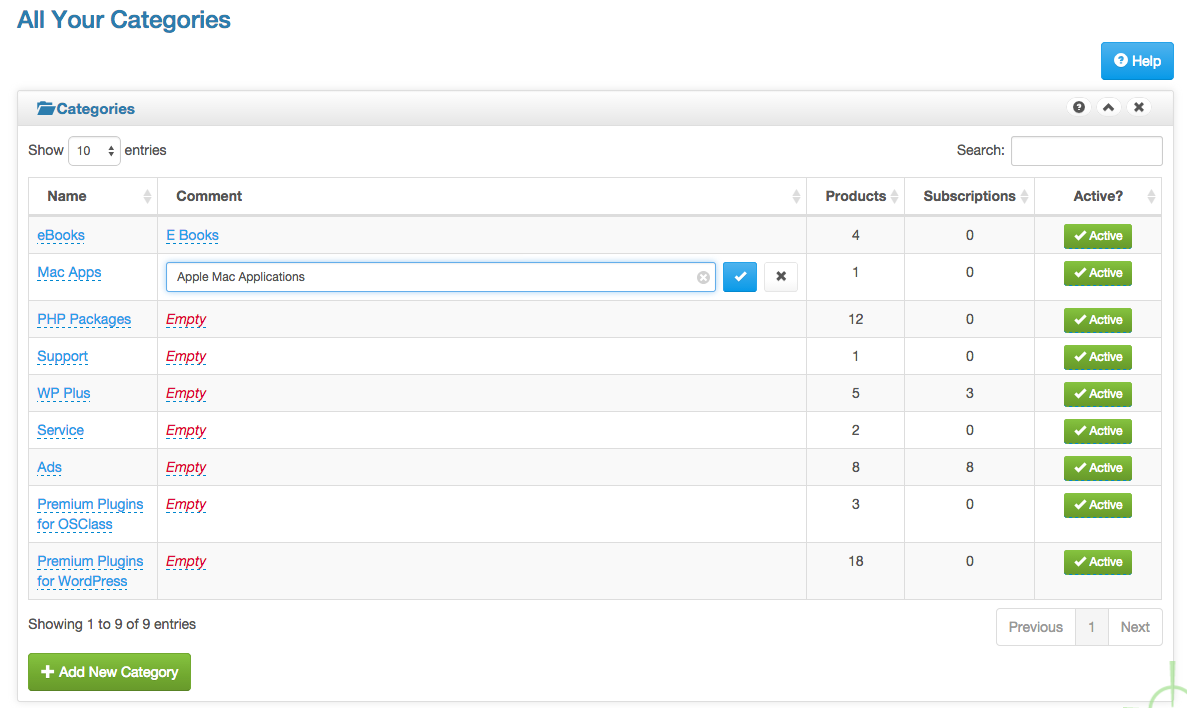 All Your Categories
Help
Categories
Show 10 entries Search:
Name Comment Products Subscriptions Active?
eBooks E Books 4 0 Active
Mac Apps Apple Mac Applications 1 0 Active
PHP Packages Empty 12 0 Active
Support Empty 1 0 Active
WP Plus Empty 5 3 Active
Service Empty 2 0 Active
Ads Empty 8 8 Active
Premium Plugins Empty 3 0 Active
for OSClass
Premium Plugins Empty 18 0 Active
for WordPress
Showing 1 to 9 of 9 entries
Previous 1 Next
Add New Category